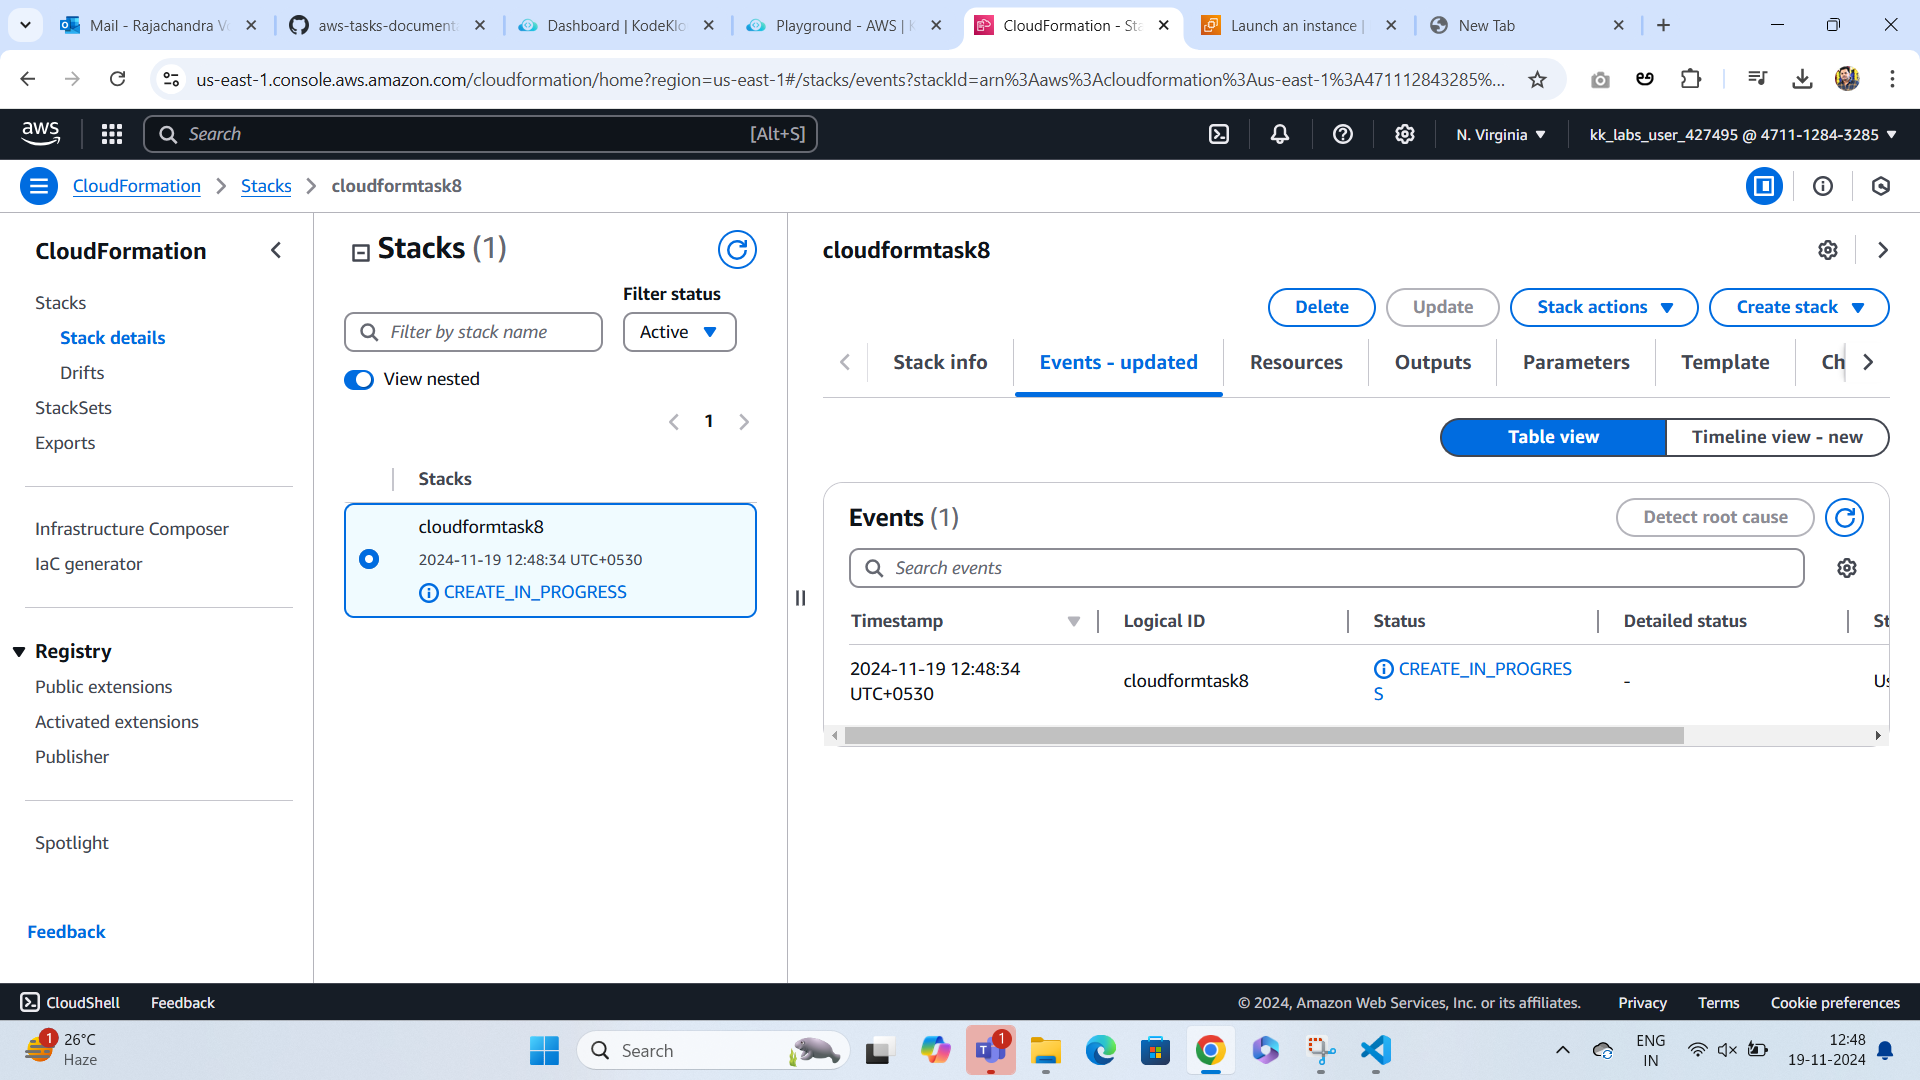 Mail - Rajachandra Vo
aws-tasks-documenta
Dashboard | KodeKlo
Playground - AWS | K
CloudFormation - Sta
Launch an instance |
New Tab
us-east-1.console.aws.amazon.com/cloudformation/home?region=us-east-1#/stacks/events?stackId=arn%3Aaws%3Acloudformation%3Aus-east-1%3A471112843285%...
aws
Search [Alt+S]
N. Virginia
kk_labs_user_427495 @ 4711-1284-3285
CloudFormation
Stacks
cloudformtask8
CloudFormation
Stacks
Stack details
Drifts
StackSets
Exports
Infrastructure Composer
IaC generator
Registry
Public extensions
Activated extensions
Publisher
Spotlight
Feedback
Stacks (1)
Filter status
Filter by stack name
Active
View nested
1
Stacks
cloudformtask8
2024-11-19 12:48:34 UTC+0530
CREATE_IN_PROGRESS
cloudformtask8
Delete
Update
Stack actions
Create stack
Stack info
Events - updated
Resources
Outputs
Parameters
Template
Ch
Table view
Timeline view - new
Events (1)
Detect root cause
Search events
Timestamp
Logical ID
Status
Detailed status
St
2024-11-19 12:48:34
UTC+0530
cloudformtask8
CREATE_IN_PROGRES
S
-
Us
CloudShell
Feedback
© 2024, Amazon Web Services, Inc. or its affiliates.
Privacy
Terms
Cookie preferences
1
26°C
Haze
Search
1
ENG
IN
12:48
19-11-2024